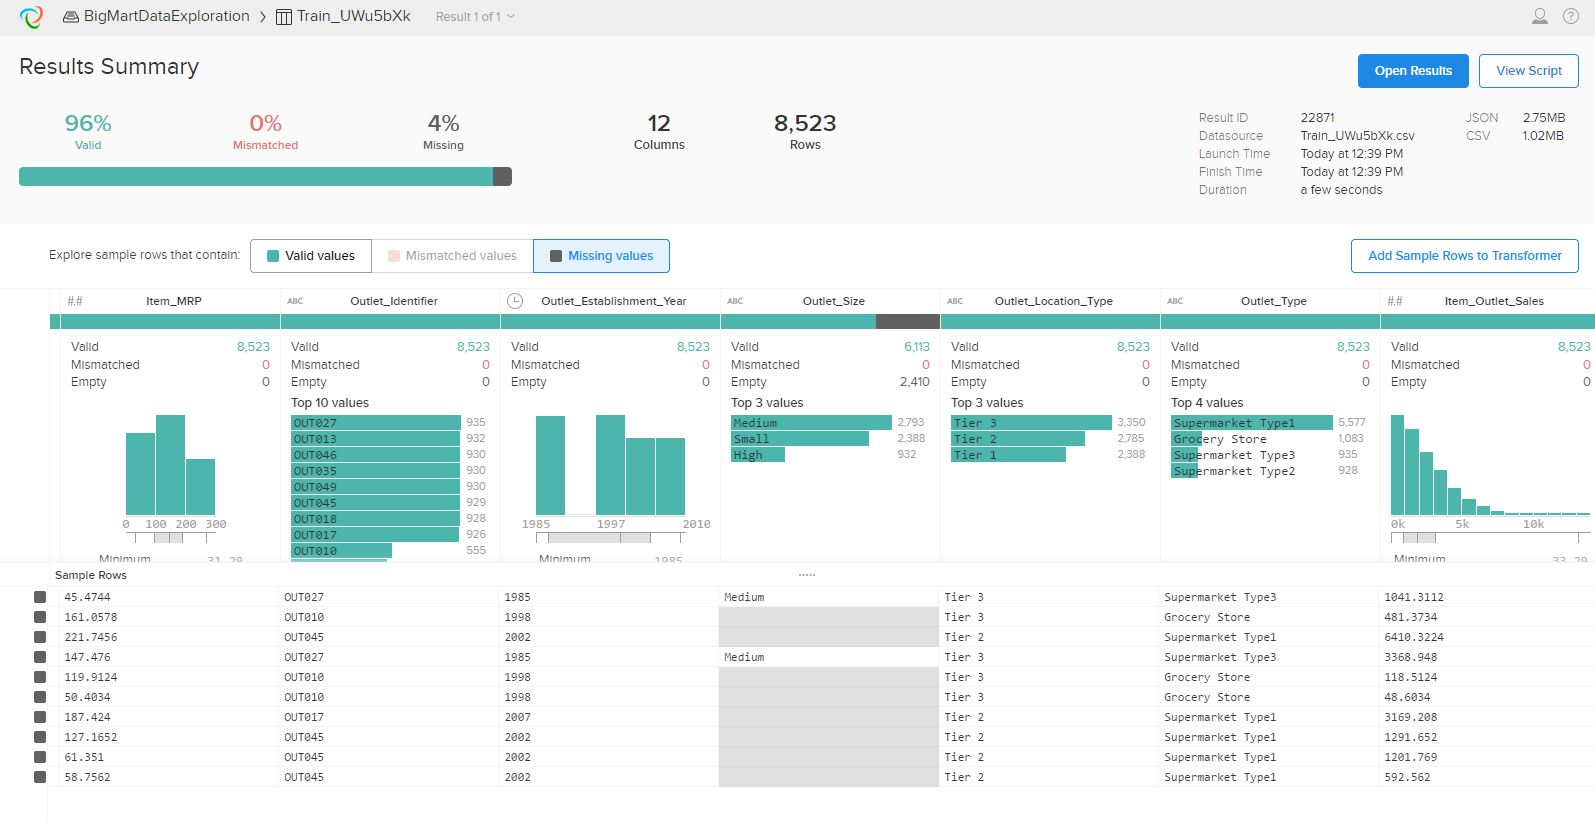 BigMartDataExploration > Train_UWu5bXk Result 1 of 1
Results Summary
Open Results View Script
96% 0% 4% 12 8,523
Valid Mismatched Missing Columns Rows
Result ID 22871 JSON 2.75MB
Datasource Train_UWu5bXk.csv CSV 1.02MB
Launch Time Today at 12:39 PM
Finish Time Today at 12:39 PM
Duration a few seconds
Explore sample rows that contain: Valid values Mismatched values Missing values Add Sample Rows to Transformer
#.# Item_MRP ABC Outlet_Identifier Outlet_Establishment_Year ABC Outlet_Size ABC Outlet_Location_Type ABC Outlet_Type #.# Item_Outlet_Sales
Valid 8,523 Valid 8,523 Valid 8,523 Valid 6,113 Valid 8,523 Valid 8,523 Valid 8,523
Mismatched 0 Mismatched 0 Mismatched 0 Mismatched 0 Mismatched 0 Mismatched 0 Mismatched 0
Empty 0 Empty 0 Empty 0 Empty 2,410 Empty 0 Empty 0 Empty 0
Top 10 values Top 3 values Top 3 values Top 4 values
OUT027 935 Medium 2,793 Tier 3 3,350 Supermarket Type1 5,577
OUT013 932 Small 2,388 Tier 2 2,785 Grocery Store 1,083
OUT046 930 High 932 Tier 1 2,388 Supermarket Type3 935
OUT035 930 Supermarket Type2 928
OUT049 930
OUT045 929
OUT018 928
OUT017 926
0 100 200 300 1985 1997 2010 0k 5k 10k
OUT010 555
Minimum 31.29 Minimum 1985 Minimum 33.29
Sample Rows
45.4744 OUT027 1985 Medium Tier 3 Supermarket Type3 1041.3112
161.0578 OUT010 1998 Tier 3 Grocery Store 481.3734
221.7456 OUT045 2002 Tier 2 Supermarket Type1 6410.3224
147.476 OUT027 1985 Medium Tier 3 Supermarket Type3 3368.948
119.9124 OUT010 1998 Tier 3 Grocery Store 118.5124
50.4034 OUT010 1998 Tier 3 Grocery Store 48.6034
187.424 OUT017 2007 Tier 2 Supermarket Type1 3169.208
127.1652 OUT045 2002 Tier 2 Supermarket Type1 1291.652
61.351 OUT045 2002 Tier 2 Supermarket Type1 1201.769
58.7562 OUT045 2002 Tier 2 Supermarket Type1 592.562